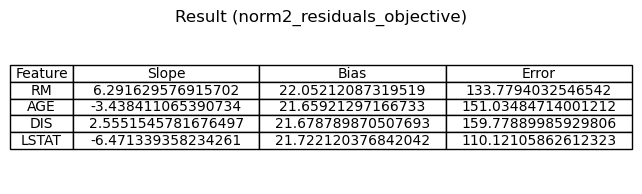 Result (norm2_residuals_objective)
Feature Slope Bias Error
RM 6.291629576915702 22.05212087319519 133.7794032546542
AGE -3.438411065390734 21.65921297166733 151.03484714001212
DIS 2.5551545781676497 21.678789870507693 159.77889985929806
LSTAT -6.471339358234261 21.722120376842042 110.12105862612323